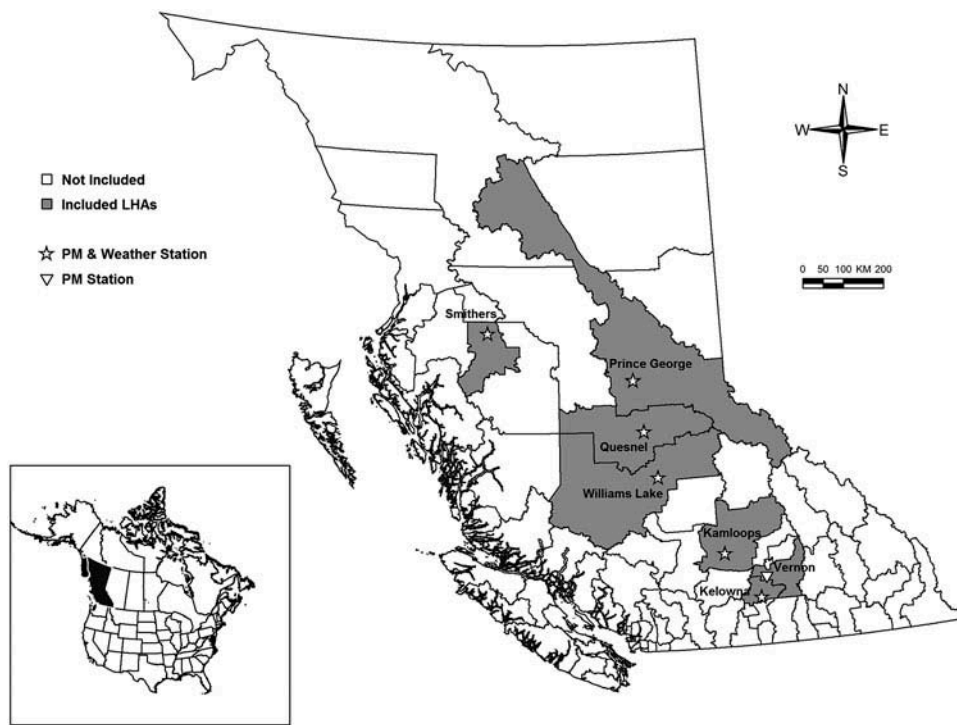 N
W E
S
Not Included
Included LHAs
PM & Weather Station
PM Station
0 50 100 KM 200
Smithers
Prince George
Quesnel
Williams Lake
Kamloops
Vernon
Kelowna